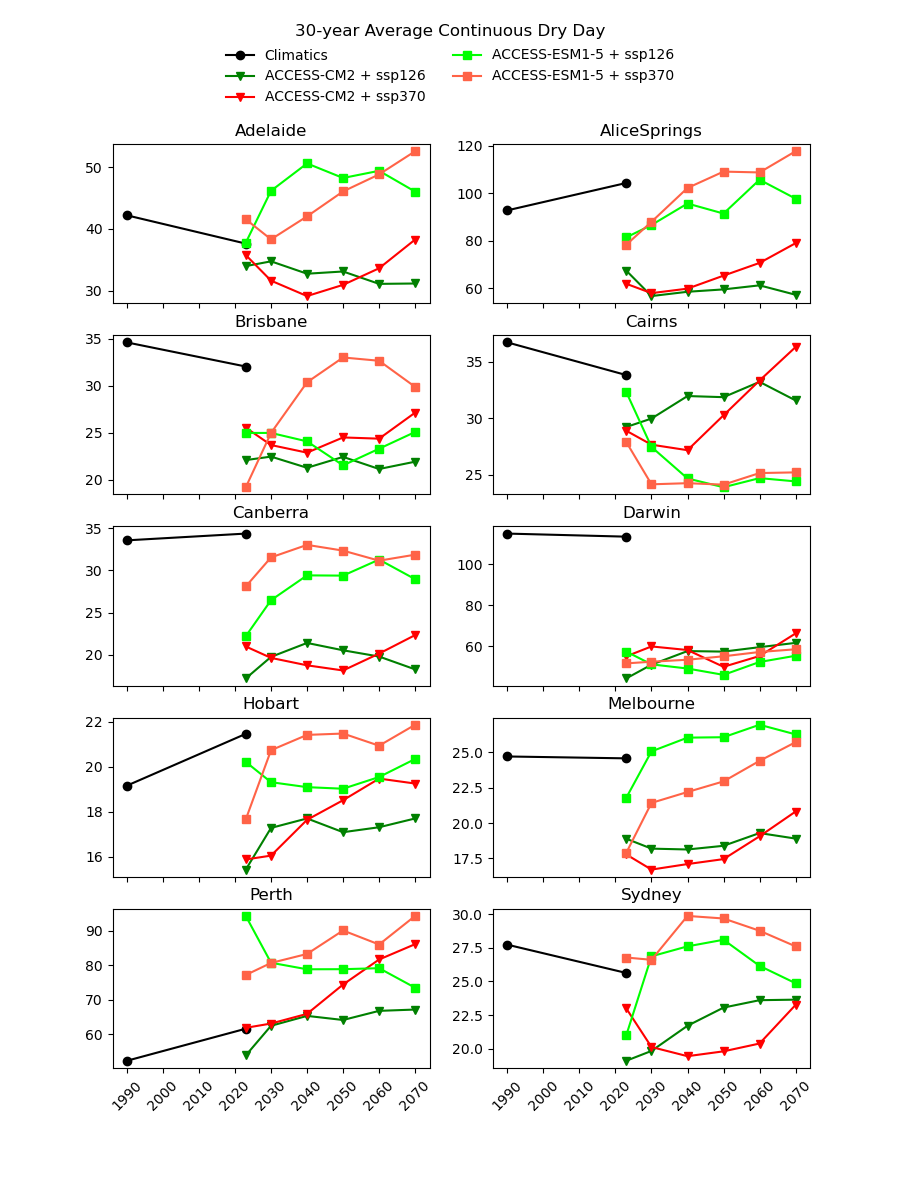 30-year Average Continuous Dry Day
Climatics
ACCESS-CM2 + ssp126
ACCESS-CM2 + ssp370
ACCESS-ESM1-5 + ssp126
ACCESS-ESM1-5 + ssp370
Adelaide
50
40
30
AliceSprings
120
100
80
60
Brisbane
35
30
25
20
Cairns
35
30
25
Canberra
35
30
25
20
Darwin
100
80
60
Hobart
22
20
18
16
Melbourne
25.0
22.5
20.0
17.5
Perth
90
80
70
60
1990 2000 2010 2020 2030 2040 2050 2060 2070
Sydney
30.0
27.5
25.0
22.5
20.0
1990 2000 2010 2020 2030 2040 2050 2060 2070